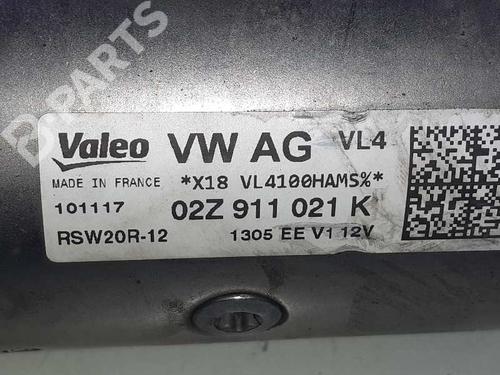 Valeo VW AG VL4
MADE IN FRANCE *X18 VL4100HAMS%*
101117 02Z 911 021 K
RSW20R-12 1305 EE V1 12V
B-PARTS